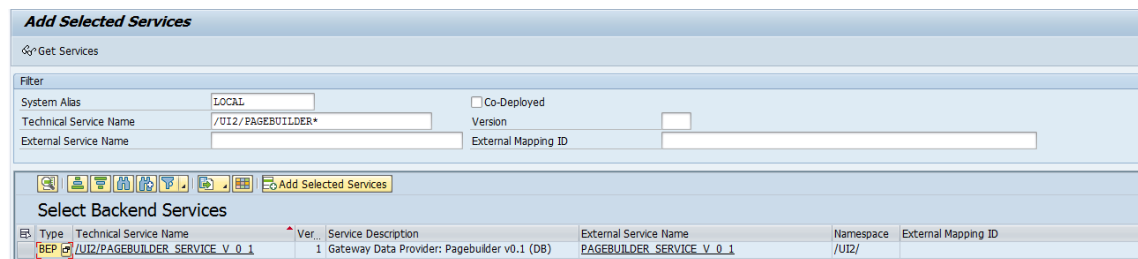 Add Selected Services
Get Services
Filter
System Alias LOCAL Co-Deployed
Technical Service Name /UI2/PAGEBUILDER* Version
External Service Name External Mapping ID
Add Selected Services
Select Backend Services
Type Technical Service Name Ver... Service Description External Service Name Namespace External Mapping ID
BEP /UI2/PAGEBUILDER_SERVICE_V_0_1 1 Gateway Data Provider: Pagebuilder v0.1 (DB) PAGEBUILDER_SERVICE_V_0_1 /UI2/